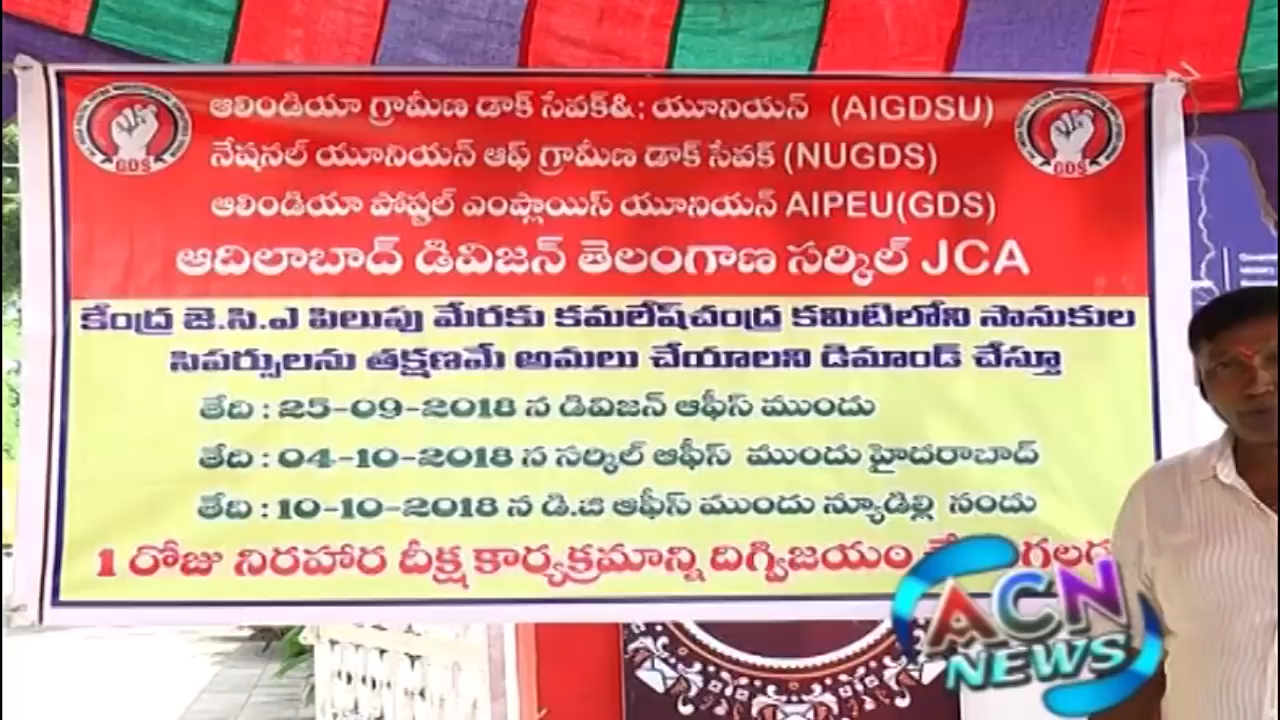 ఆలిండియా గ్రామీణ డాక్ సేవక్&: యూనియన్ (AIGDSU)
నేషనల్ యూనియన్ ఆఫ్ గ్రామీణ డాక్ సేవక్ (NUGDS)
ఆలిండియా పోష్టల్ ఎంప్లాయిస్ యూనియన్ AIPEU(GDS)
ఆదిలాబాద్ డివిజన్ తెలంగాణ సర్కిల్ JCA
GDS
GDS
కేంద్ర జె.సి.ఎ పిలుపు మేరకు కమలేష్‌చంద్ర కమిటిలోని సానుకుల
సిపర్సులను తక్షణమే అమలు చేయాలని డిమాండ్ చేస్తూ
తేది : 25-09-2018 న డివిజన్ ఆఫీస్ ముందు
తేది : 04-10-2018 న సర్కిల్ ఆఫీస్ ముందు హైదరాబాద్
తేది : 10-10-2018 న డి.జి ఆఫీస్ ముందు న్యూడిల్లి నందు
1 రోజు నిరహార దీక్ష కార్యక్రమాన్ని దిగ్విజయం
ACN
NEWS